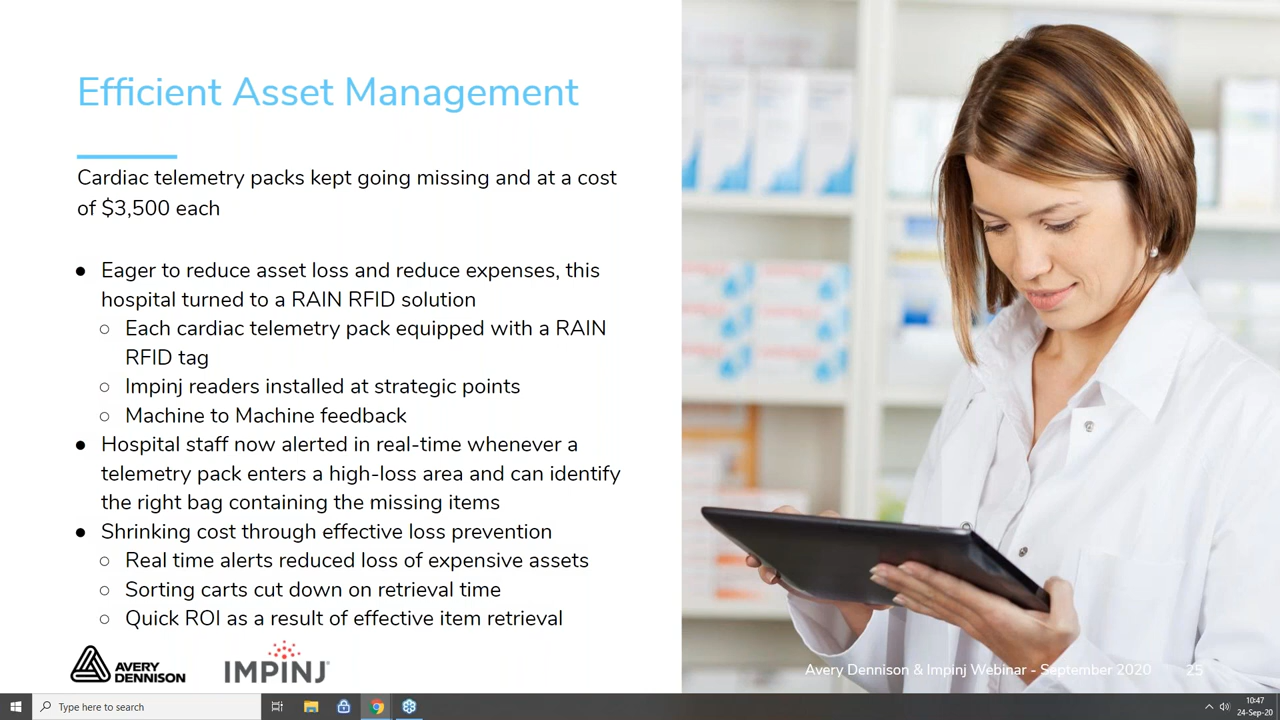 Efficient Asset Management
Cardiac telemetry packs kept going missing and at a cost
of $3,500 each
● Eager to reduce asset loss and reduce expenses, this
hospital turned to a RAIN RFID solution
○ Each cardiac telemetry pack equipped with a RAIN
RFID tag
○ Impinj readers installed at strategic points
○ Machine to Machine feedback
● Hospital staff now alerted in real-time whenever a
telemetry pack enters a high-loss area and can identify
the right bag containing the missing items
● Shrinking cost through effective loss prevention
○ Real time alerts reduced loss of expensive assets
○ Sorting carts cut down on retrieval time
○ Quick ROI as a result of effective item retrieval
AVERY
DENNISON
IMPINJ
Avery Dennison & Impinj Webinar - September 2020 25
Type here to search
10:47
24-Sep-20